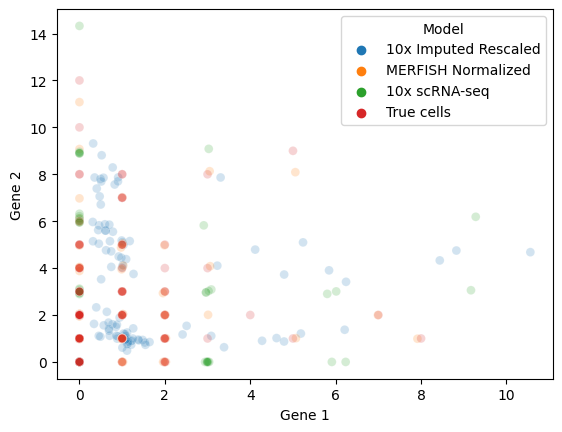 Model
10x Imputed Rescaled
MERFISH Normalized
10x scRNA-seq
True cells
14
12
10
8
6
4
2
0
Gene 2
0 2 4 6 8 10
Gene 1